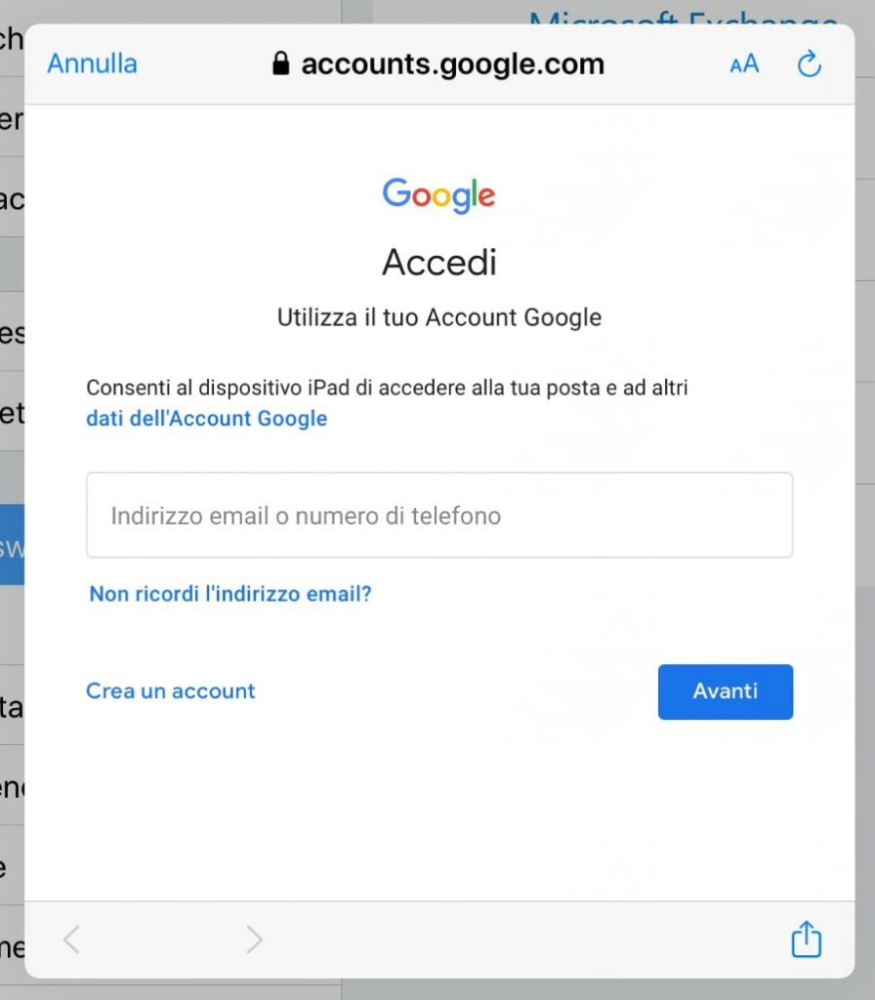 Microsoft Exchange
Annulla
accounts.google.com
AA
Google
Accedi
Utilizza il tuo Account Google
Consenti al dispositivo iPad di accedere alla tua posta e ad altri
dati dell'Account Google
Indirizzo email o numero di telefono
Non ricordi l'indirizzo email?
Crea un account
Avanti